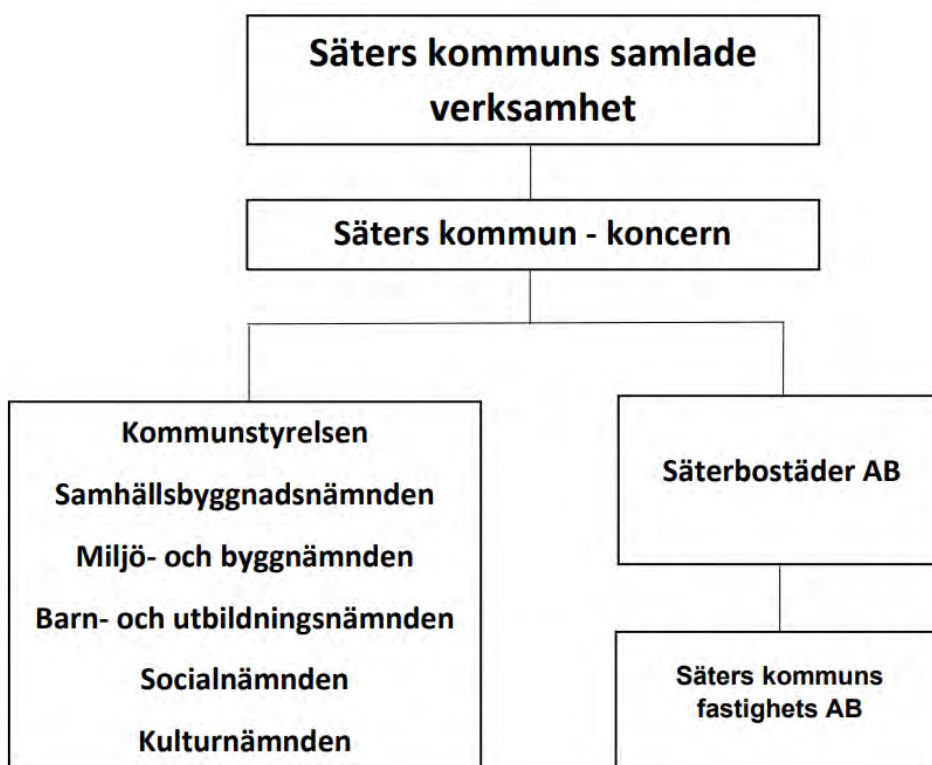 Säters kommuns samlade
verksamhet
Säters kommun - koncern
Kommunstyrelsen
Samhällsbyggnadsnämnden
Miljö- och byggnämnden
Barn- och utbildningsnämnden
Socialnämnden
Kulturnämnden
Säterbostäder AB
Säters kommuns
fastighets AB